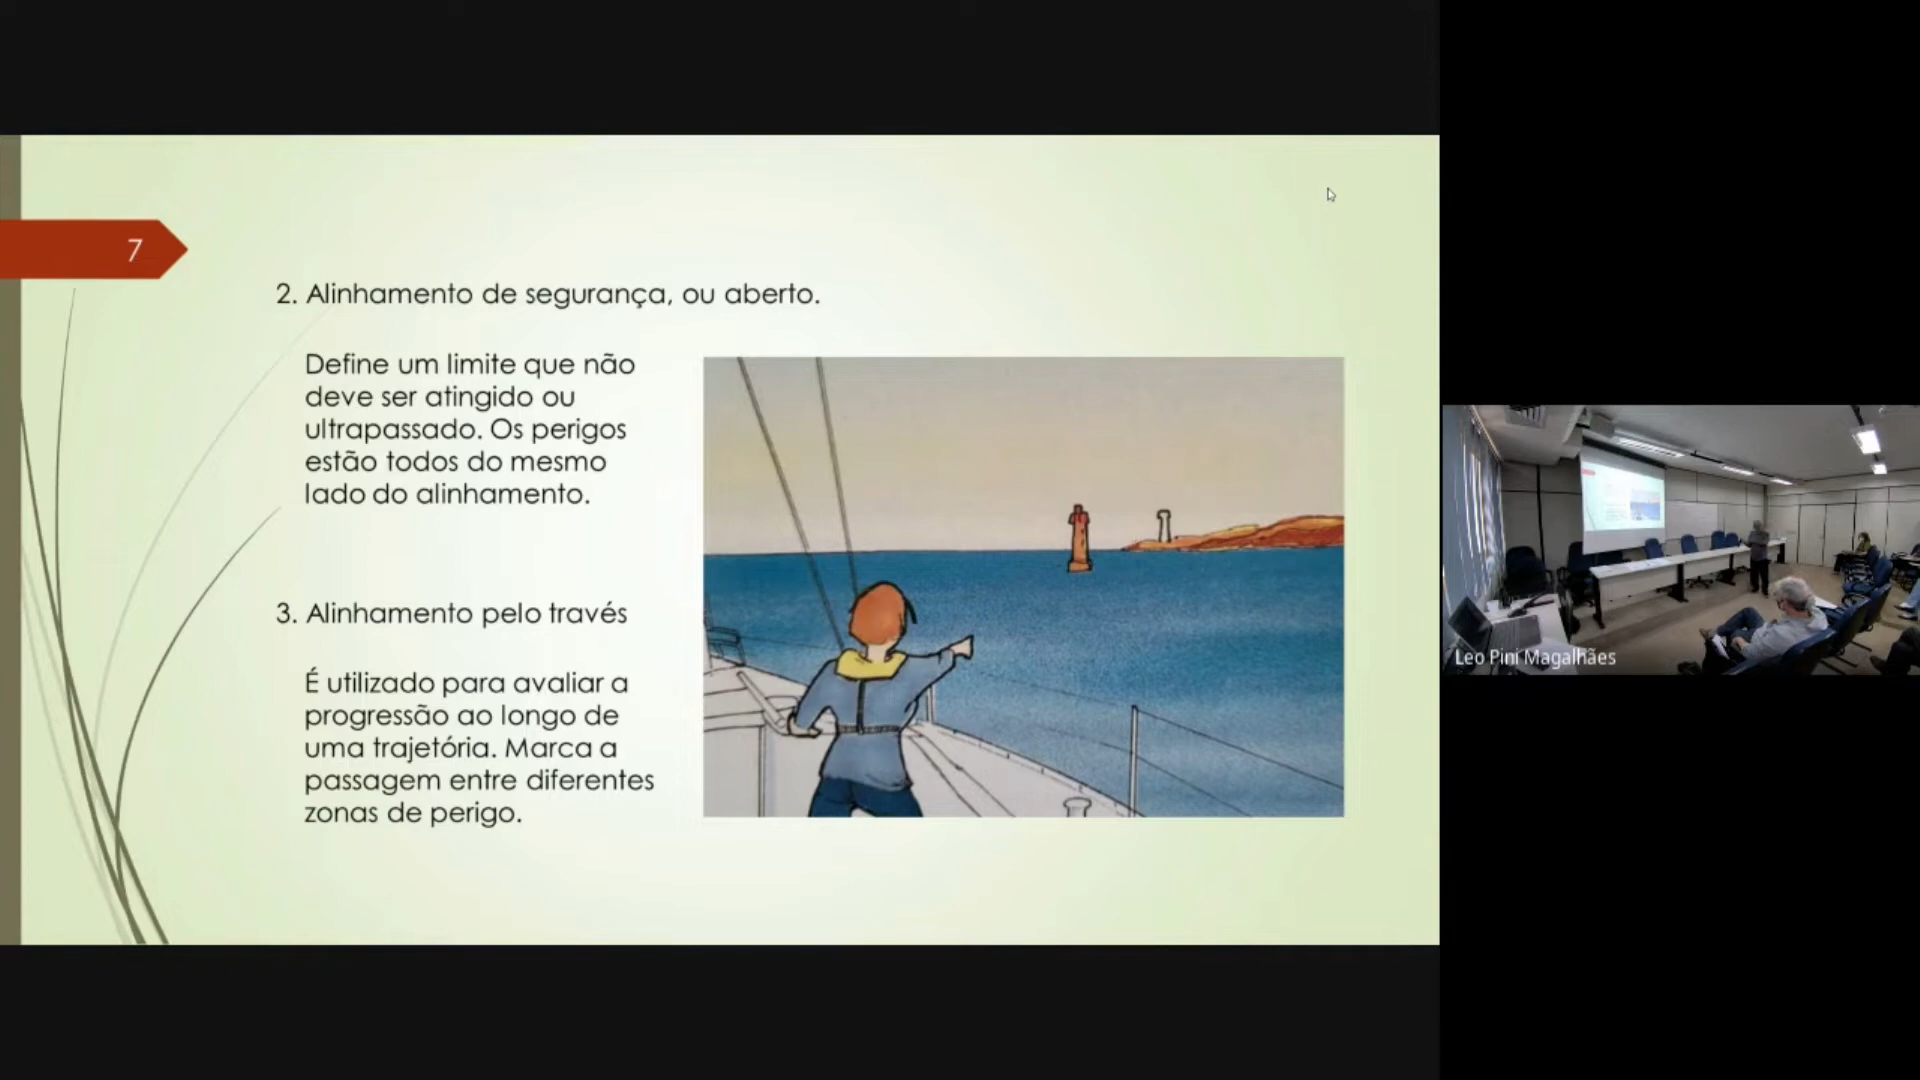 7
2. Alinhamento de segurança, ou aberto.
Define um limite que não
deve ser atingido ou
ultrapassado. Os perigos
estão todos do mesmo
lado do alinhamento.
3. Alinhamento pelo través
É utilizado para avaliar a
progressão ao longo de
uma trajetória. Marca a
passagem entre diferentes
zonas de perigo.
Leo Pini Magalhães